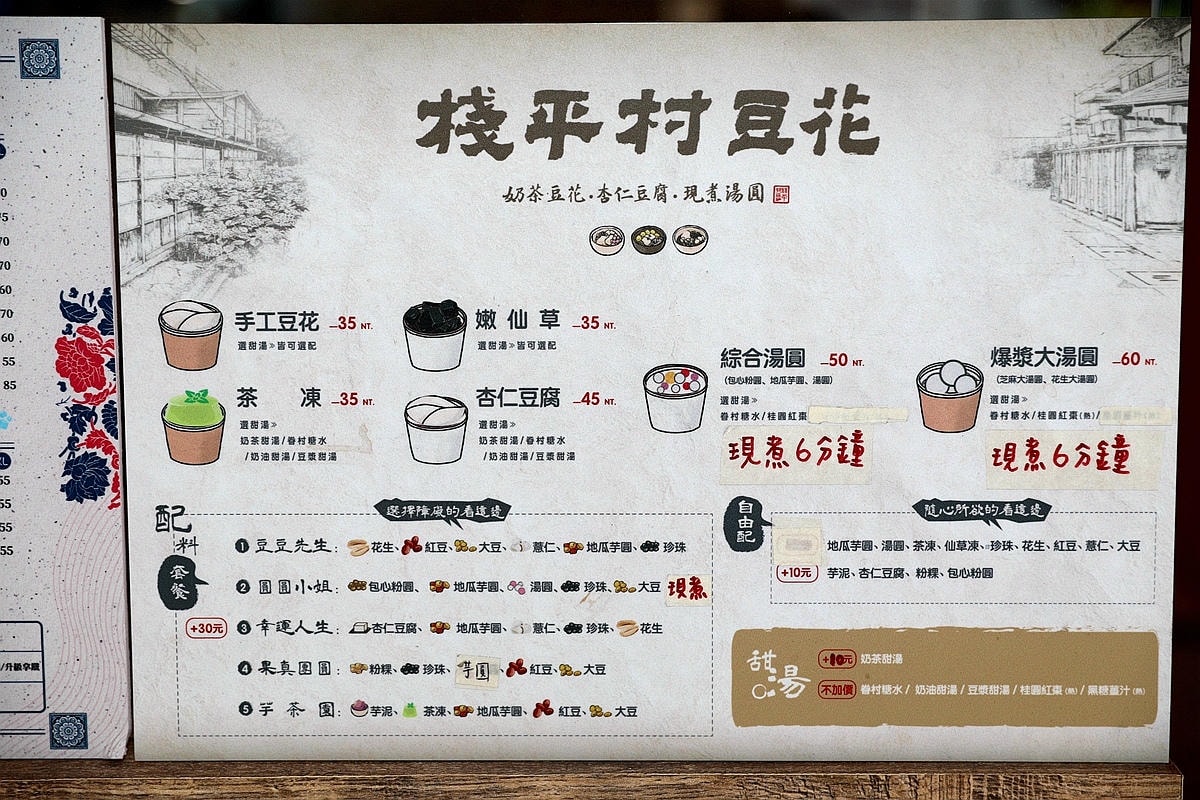 棧平村豆花
奶茶豆花·杏仁豆腐·現煮湯圓
手工豆花 —35 NT.
選甜湯»皆可選配
嫩仙草 —35 NT.
選甜湯»皆可選配
茶凍 —35 NT.
選甜湯»
奶茶甜湯/眷村糖水
/奶油甜湯/豆漿甜湯
杏仁豆腐 —45 NT.
選甜湯»
奶茶甜湯/眷村糖水
/奶油甜湯/豆漿甜湯
綜合湯圓 —50 NT.
(包心粉圓、地瓜芋圓、湯圓)
選甜湯»
眷村糖水/桂圓紅棗
現煮6分鐘
爆漿大湯圓 —60 NT.
(芝麻大湯圓、花生大湯圓)
選甜湯»
眷村糖水/桂圓紅棗(熱)/
現煮6分鐘
配料
套餐
選擇障礙的看這邊
+30元
1 豆豆先生：花生、紅豆、大豆、薏仁、地瓜芋圓、珍珠
2 圓圓小姐：包心粉圓、地瓜芋圓、湯圓、珍珠、大豆 現煮
3 幸運人生：杏仁豆腐、地瓜芋圓、薏仁、珍珠、花生
4 果真圓圓：粉粿、珍珠、芋圓、紅豆、大豆
5 芋茶圓：芋泥、茶凍、地瓜芋圓、紅豆、大豆
自由配
隨心所欲的看這邊
地瓜芋圓、湯圓、茶凍、仙草凍、珍珠、花生、紅豆、薏仁、大豆
+10元 芋泥、杏仁豆腐、粉粿、包心粉圓
甜湯
+10元 奶茶甜湯
不加價 眷村糖水/奶油甜湯/豆漿甜湯/桂圓紅棗(熱)/黑糖薑汁(熱)
/升級拿鐵
XL
70
60
70
60
55
85
55
55
55
55